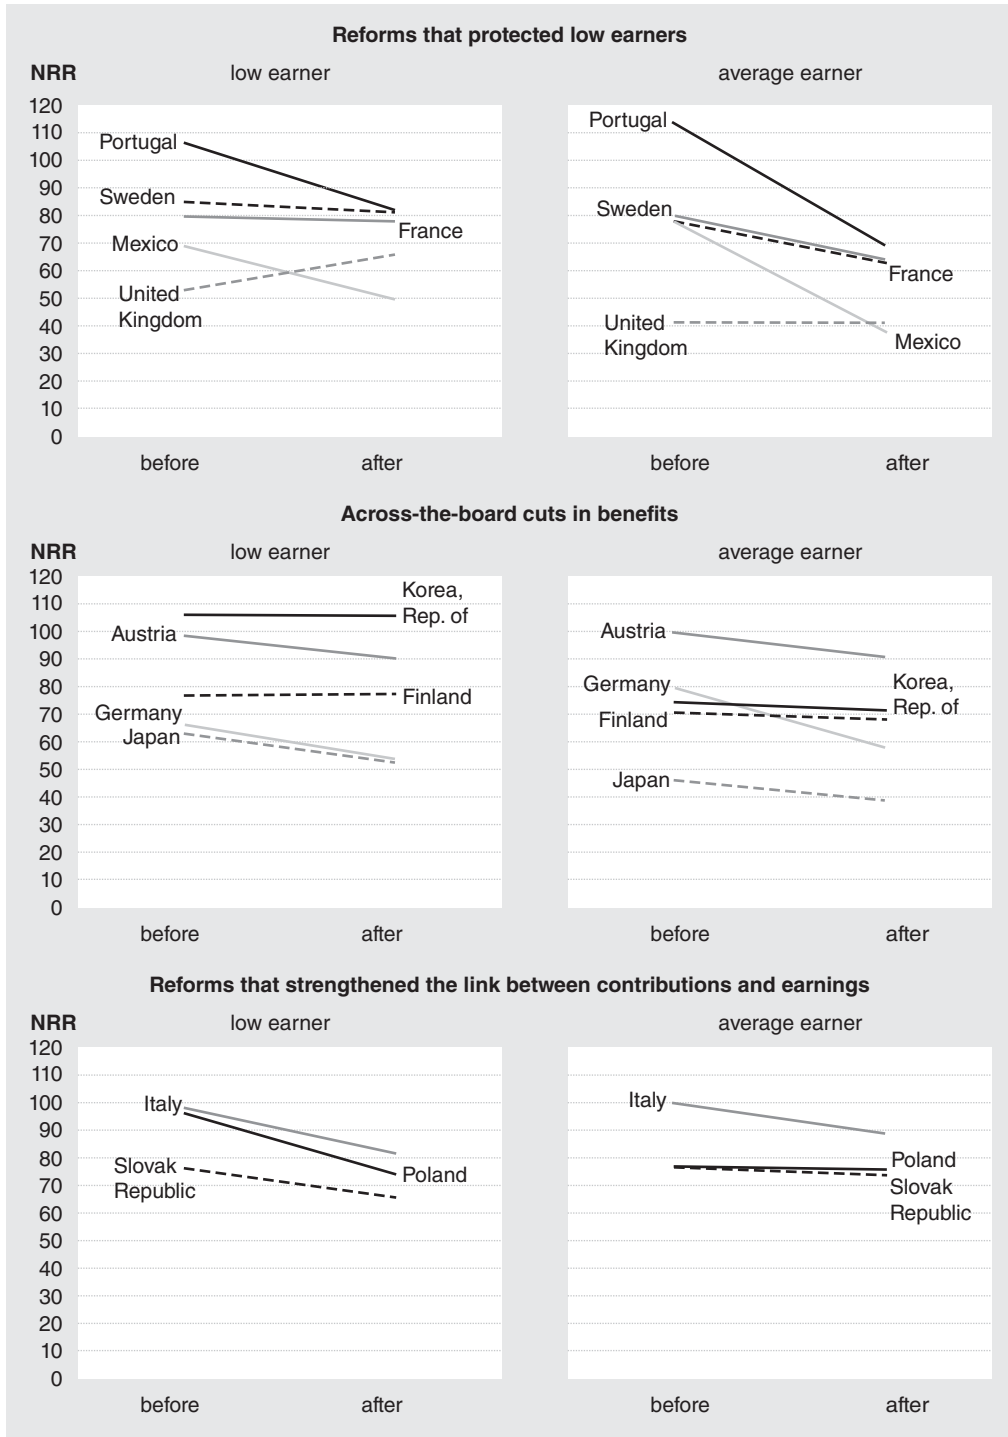 Reforms that protected low earners
NRR
low earner
average earner
120
110
100
90
80
70
60
50
40
30
20
10
0
Portugal
Sweden
Mexico
United
Kingdom
France
before
after
Portugal
Sweden
United
Kingdom
France
Mexico
before
after
Across-the-board cuts in benefits
NRR
low earner
average earner
120
110
100
90
80
70
60
50
40
30
20
10
0
Korea,
Rep. of
Austria
Finland
Germany
Japan
before
after
Austria
Germany
Finland
Korea,
Rep. of
Japan
before
after
Reforms that strengthened the link between contributions and earnings
NRR
low earner
average earner
120
110
100
90
80
70
60
50
40
30
20
10
0
Italy
Slovak
Republic
Poland
before
after
Italy
Poland
Slovak
Republic
before
after